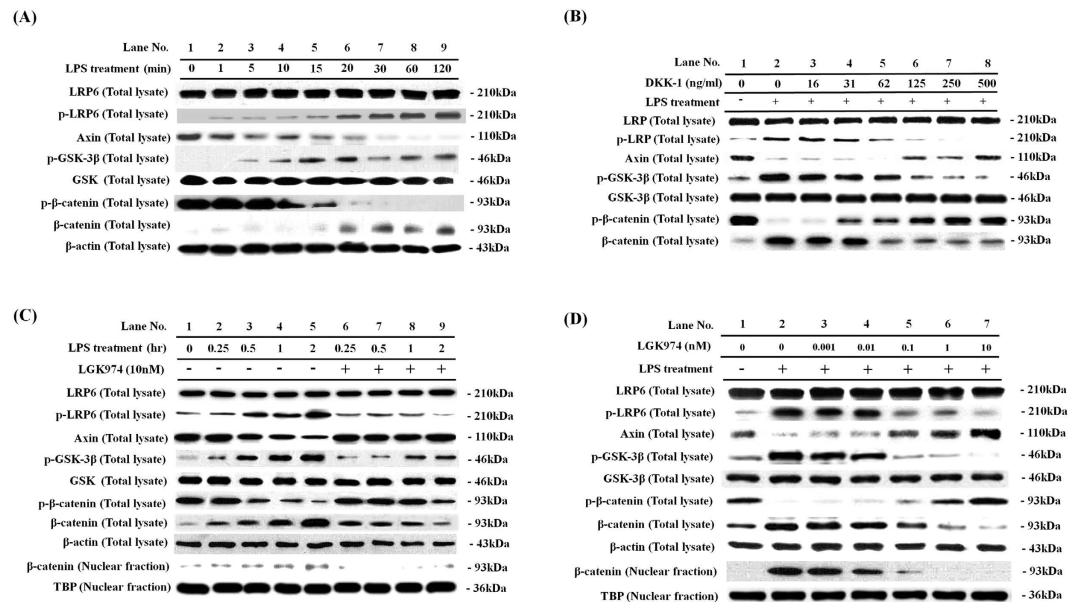 (A)
Lane No. 1 2 3 4 5 6 7 8 9
LPS treatment (min) 0 1 5 10 15 20 30 60 120
LRP6 (Total lysate) - 210kDa
p-LRP6 (Total lysate) - 210kDa
Axin (Total lysate) - 110kDa
p-GSK-3β (Total lysate) - 46kDa
GSK (Total lysate) - 46kDa
p-β-catenin (Total lysate) - 93kDa
β-catenin (Total lysate) - 93kDa
β-actin (Total lysate) - 43kDa
(B)
Lane No. 1 2 3 4 5 6 7 8
DKK-1 (ng/ml) 0 0 16 31 62 125 250 500
LPS treatment - + + + + + + +
LRP (Total lysate) - 210kDa
p-LRP (Total lysate) - 210kDa
Axin (Total lysate) - 110kDa
p-GSK-3β (Total lysate) - 46kDa
GSK-3β (Total lysate) - 46kDa
p-β-catenin (Total lysate) - 93kDa
β-catenin (Total lysate) - 93kDa
(C)
Lane No. 1 2 3 4 5 6 7 8 9
LPS treatment (hr) 0 0.25 0.5 1 2 0.25 0.5 1 2
LGK974 (10nM) - - - - - + + + +
LRP6 (Total lysate) - 210kDa
p-LRP6 (Total lysate) - 210kDa
Axin (Total lysate) - 110kDa
p-GSK-3β (Total lysate) - 46kDa
GSK (Total lysate) - 46kDa
p-β-catenin (Total lysate) - 93kDa
β-catenin (Total lysate) - 93kDa
β-actin (Total lysate) - 43kDa
β-catenin (Nuclear fraction) - 93kDa
TBP (Nuclear fraction) - 36kDa
(D)
Lane No. 1 2 3 4 5 6 7
LGK974 (nM) 0 0 0.001 0.01 0.1 1 10
LPS treatment - + + + + + +
LRP6 (Total lysate) - 210kDa
p-LRP6 (Total lysate) - 210kDa
Axin (Total lysate) - 110kDa
p-GSK-3β (Total lysate) - 46kDa
GSK-3β (Total lysate) - 46kDa
p-β-catenin (Total lysate) - 93kDa
β-catenin (Total lysate) - 93kDa
β-actin (Total lysate) - 43kDa
β-catenin (Nuclear fraction) - 93kDa
TBP (Nuclear fraction) - 36kDa